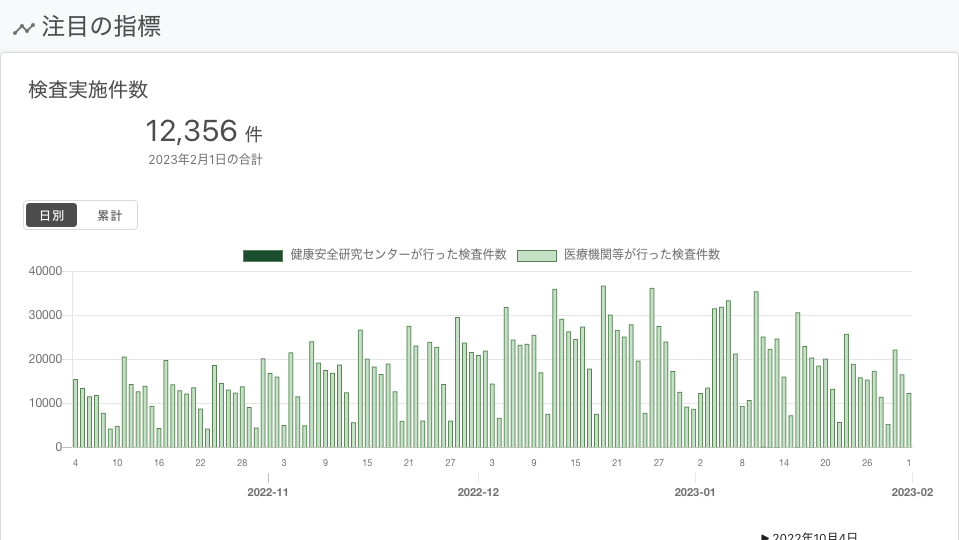 注目の指標
検査実施件数
12,356 件
2023年2月1日の合計
日別 累計
健康安全研究センターが行った検査件数 医療機関等が行った検査件数
40000
30000
20000
10000
0
4 10 16 22 28 3 9 15 21 27 3 9 15 21 27 2 8 14 20 26 1
2022-11 2022-12 2023-01 2023-02
▶ 2022年10月4日